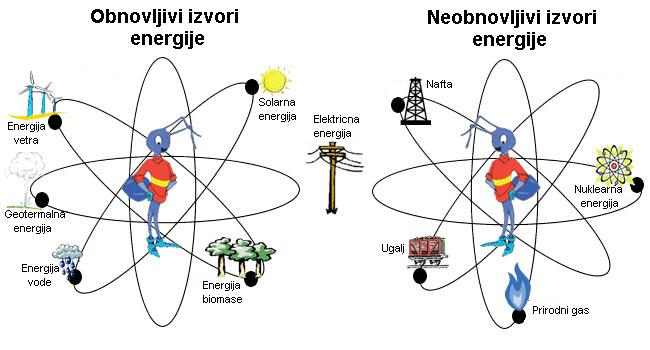 Obnovljivi izvori
energije
Solarna
energija
Energija
vetra
Geotermalna
energija
Energija
vode
Energija
biomase
Elektricna
energija
Neobnovljivi izvori
energije
Nafta
Nuklearna
energija
Ugalj
Prirodni gas